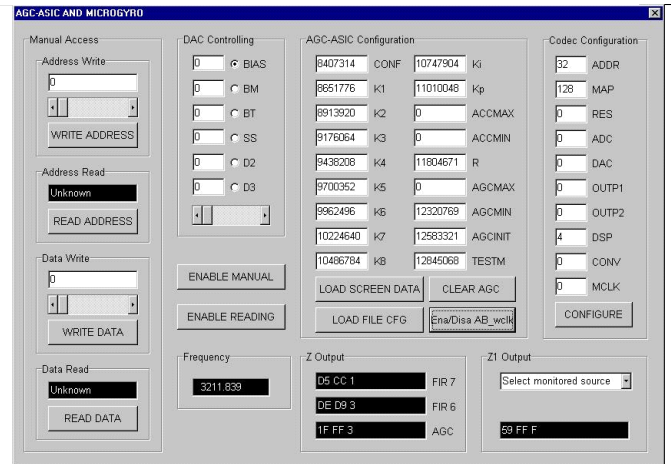 AGC-ASIC AND MICROGYRO
Manual Access
Address Write
0
WRITE ADDRESS
Address Read
Unknown
READ ADDRESS
Data Write
0
WRITE DATA
Data Read
Unknown
READ DATA
DAC Controlling
0 BIAS
0 BM
0 BT
0 SS
0 D2
0 D3
ENABLE MANUAL
ENABLE READING
Frequency
3211.839
AGC-ASIC Configuration
8407314 CONF 10747904 Ki
8651776 K1 11010048 Kp
8913920 K2 0 ACCMAX
9176064 K3 0 ACCMIN
9438208 K4 11804671 R
9700352 K5 0 AGCMAX
9962496 K6 12320769 AGCMIN
10224640 K7 12583321 AGCINIT
10486784 K8 12845068 TESTM
LOAD SCREEN DATA CLEAR AGC
LOAD FILE CFG Ena/Disa AB_wclk
Z Output
D5 CC 1 FIR 7
DE D9 3 FIR 6
1F FF 3 AGC
Codec Configuration
32 ADDR
128 MAP
0 RES
0 ADC
0 DAC
0 OUTP1
0 OUTP2
4 DSP
0 CONV
0 MCLK
CONFIGURE
Z1 Output
Select monitored source
59 FF F